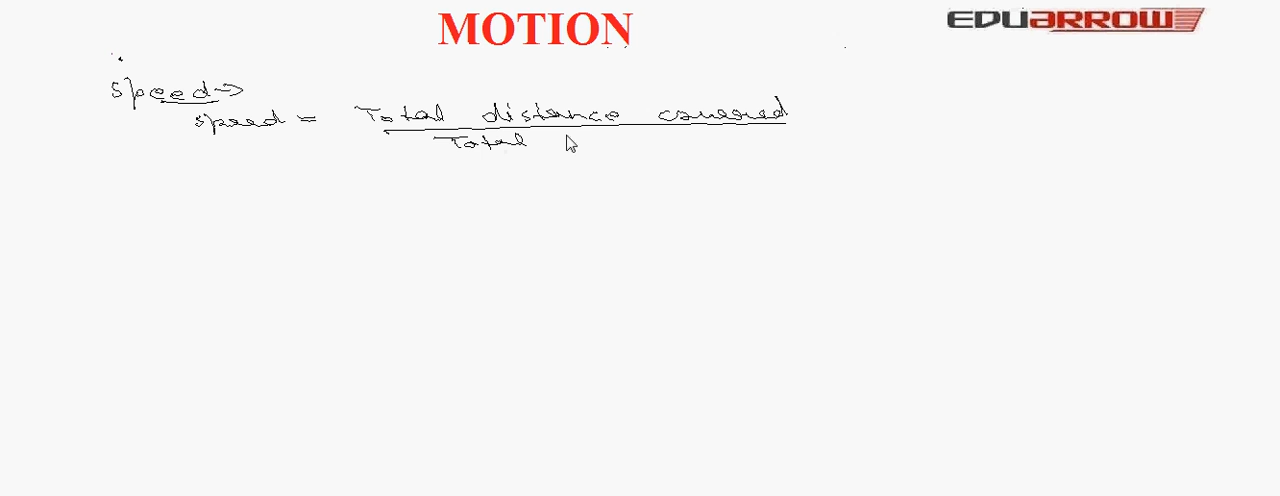 MOTION
EDUARROW
Speed→
Speed = Total distance covered
Total